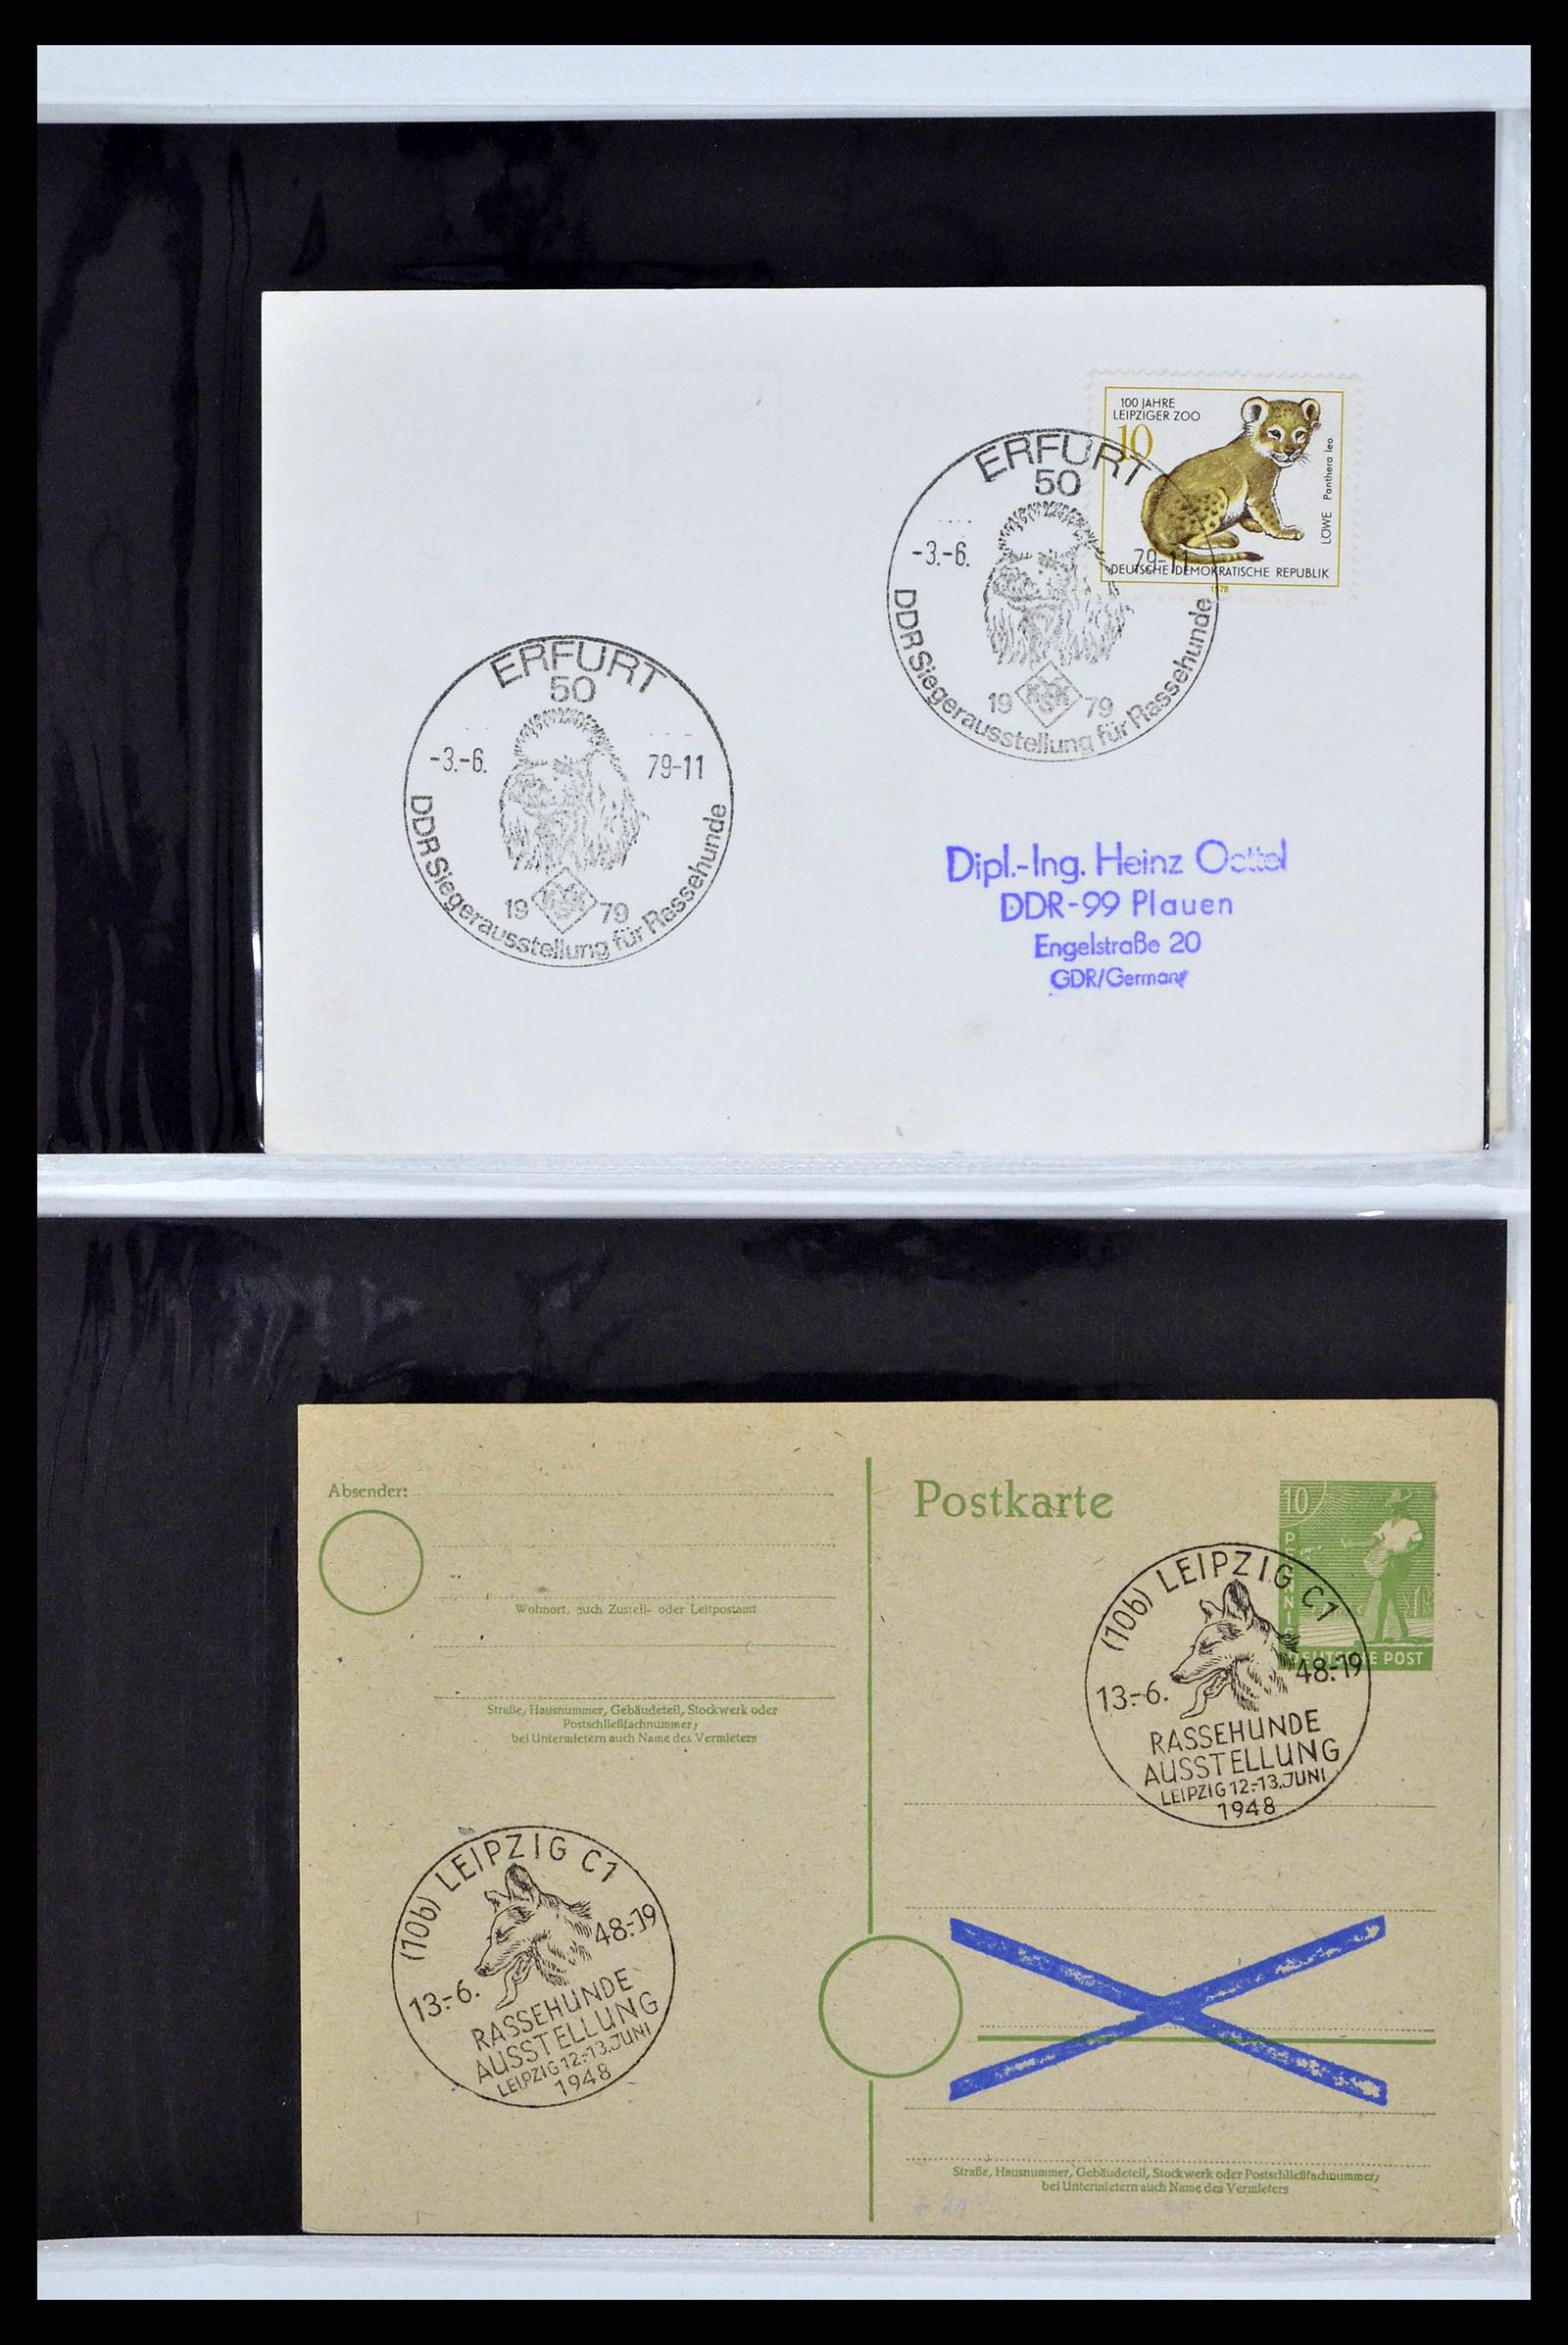 100 JAHRE
LEIPZIGER ZOO
10
LÖWE Panthera leo
DEUTSCHE DEMOKRATISCHE REPUBLIK
1978
ERFURT
50
-3.-6. 79-11
19 79
DDR Siegerausstellung für Rassehunde
ERFURT
50
-3.-6. 79-11
19 79
DDR Siegerausstellung für Rassehunde
Dipl.-Ing. Heinz Oettel
DDR-99 Plauen
Engelstraße 20
GDR/Germany
Absender:
Wohnort, auch Zustell- oder Leitpostamt
Straße, Hausnummer, Gebäudeteil, Stockwerk oder
Postschließfachnummer;
bei Untermietern auch Name des Vermieters
Postkarte
10
PFENNIG
DEUTSCHE POST
(10b) LEIPZIG C1
13.-6. 48.-19
RASSEHUNDE
AUSSTELLUNG
LEIPZIG 12.-13. JUNI
1948
(10b) LEIPZIG C1
13.-6. 48.-19
RASSEHUNDE
AUSSTELLUNG
LEIPZIG 12.-13. JUNI
1948
Straße, Hausnummer, Gebäudeteil, Stockwerk oder Postschließfachnummer;
bei Untermietern auch Name des Vermieters